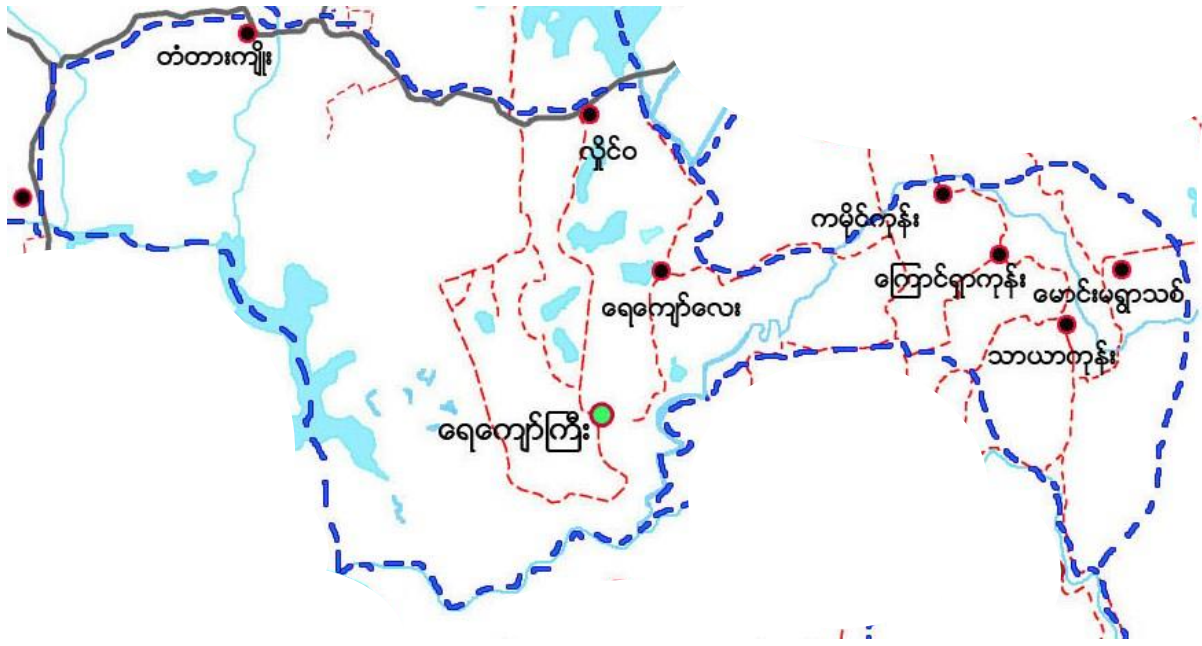 တံတားကျိုး
လှိုင်ဝ
ကမိုင်ကုန်း
ကြောင်ရှာကုန်း
မောင်းမရွာသစ်
ရေကျော်လေး
သာယာကုန်း
ရေကျော်ကြီး